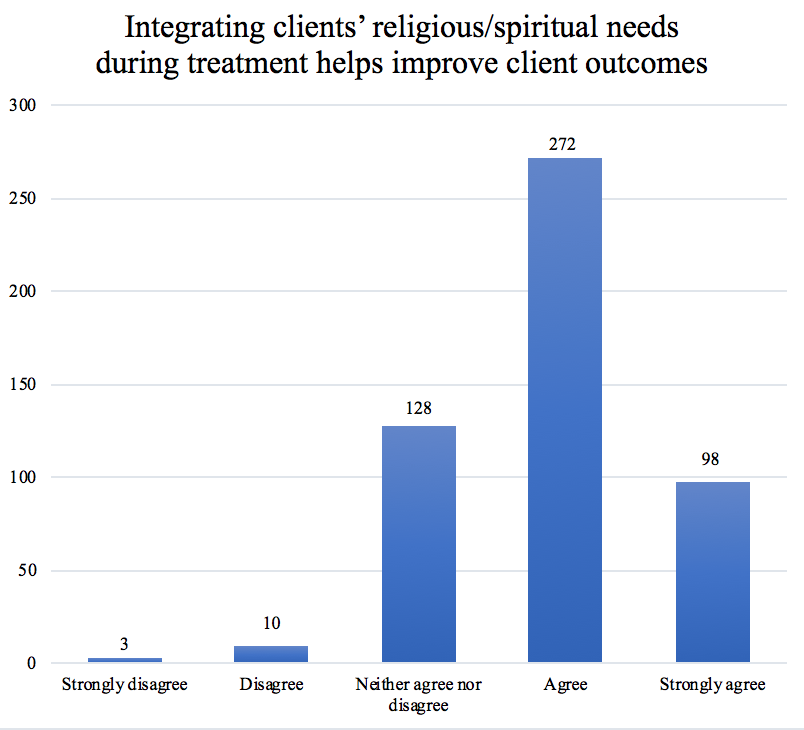 Integrating clients’ religious/spiritual needs
during treatment helps improve client outcomes
300
250
200
150
100
50
0
3
10
128
272
98
Strongly disagree
Disagree
Neither agree nor
disagree
Agree
Strongly agree